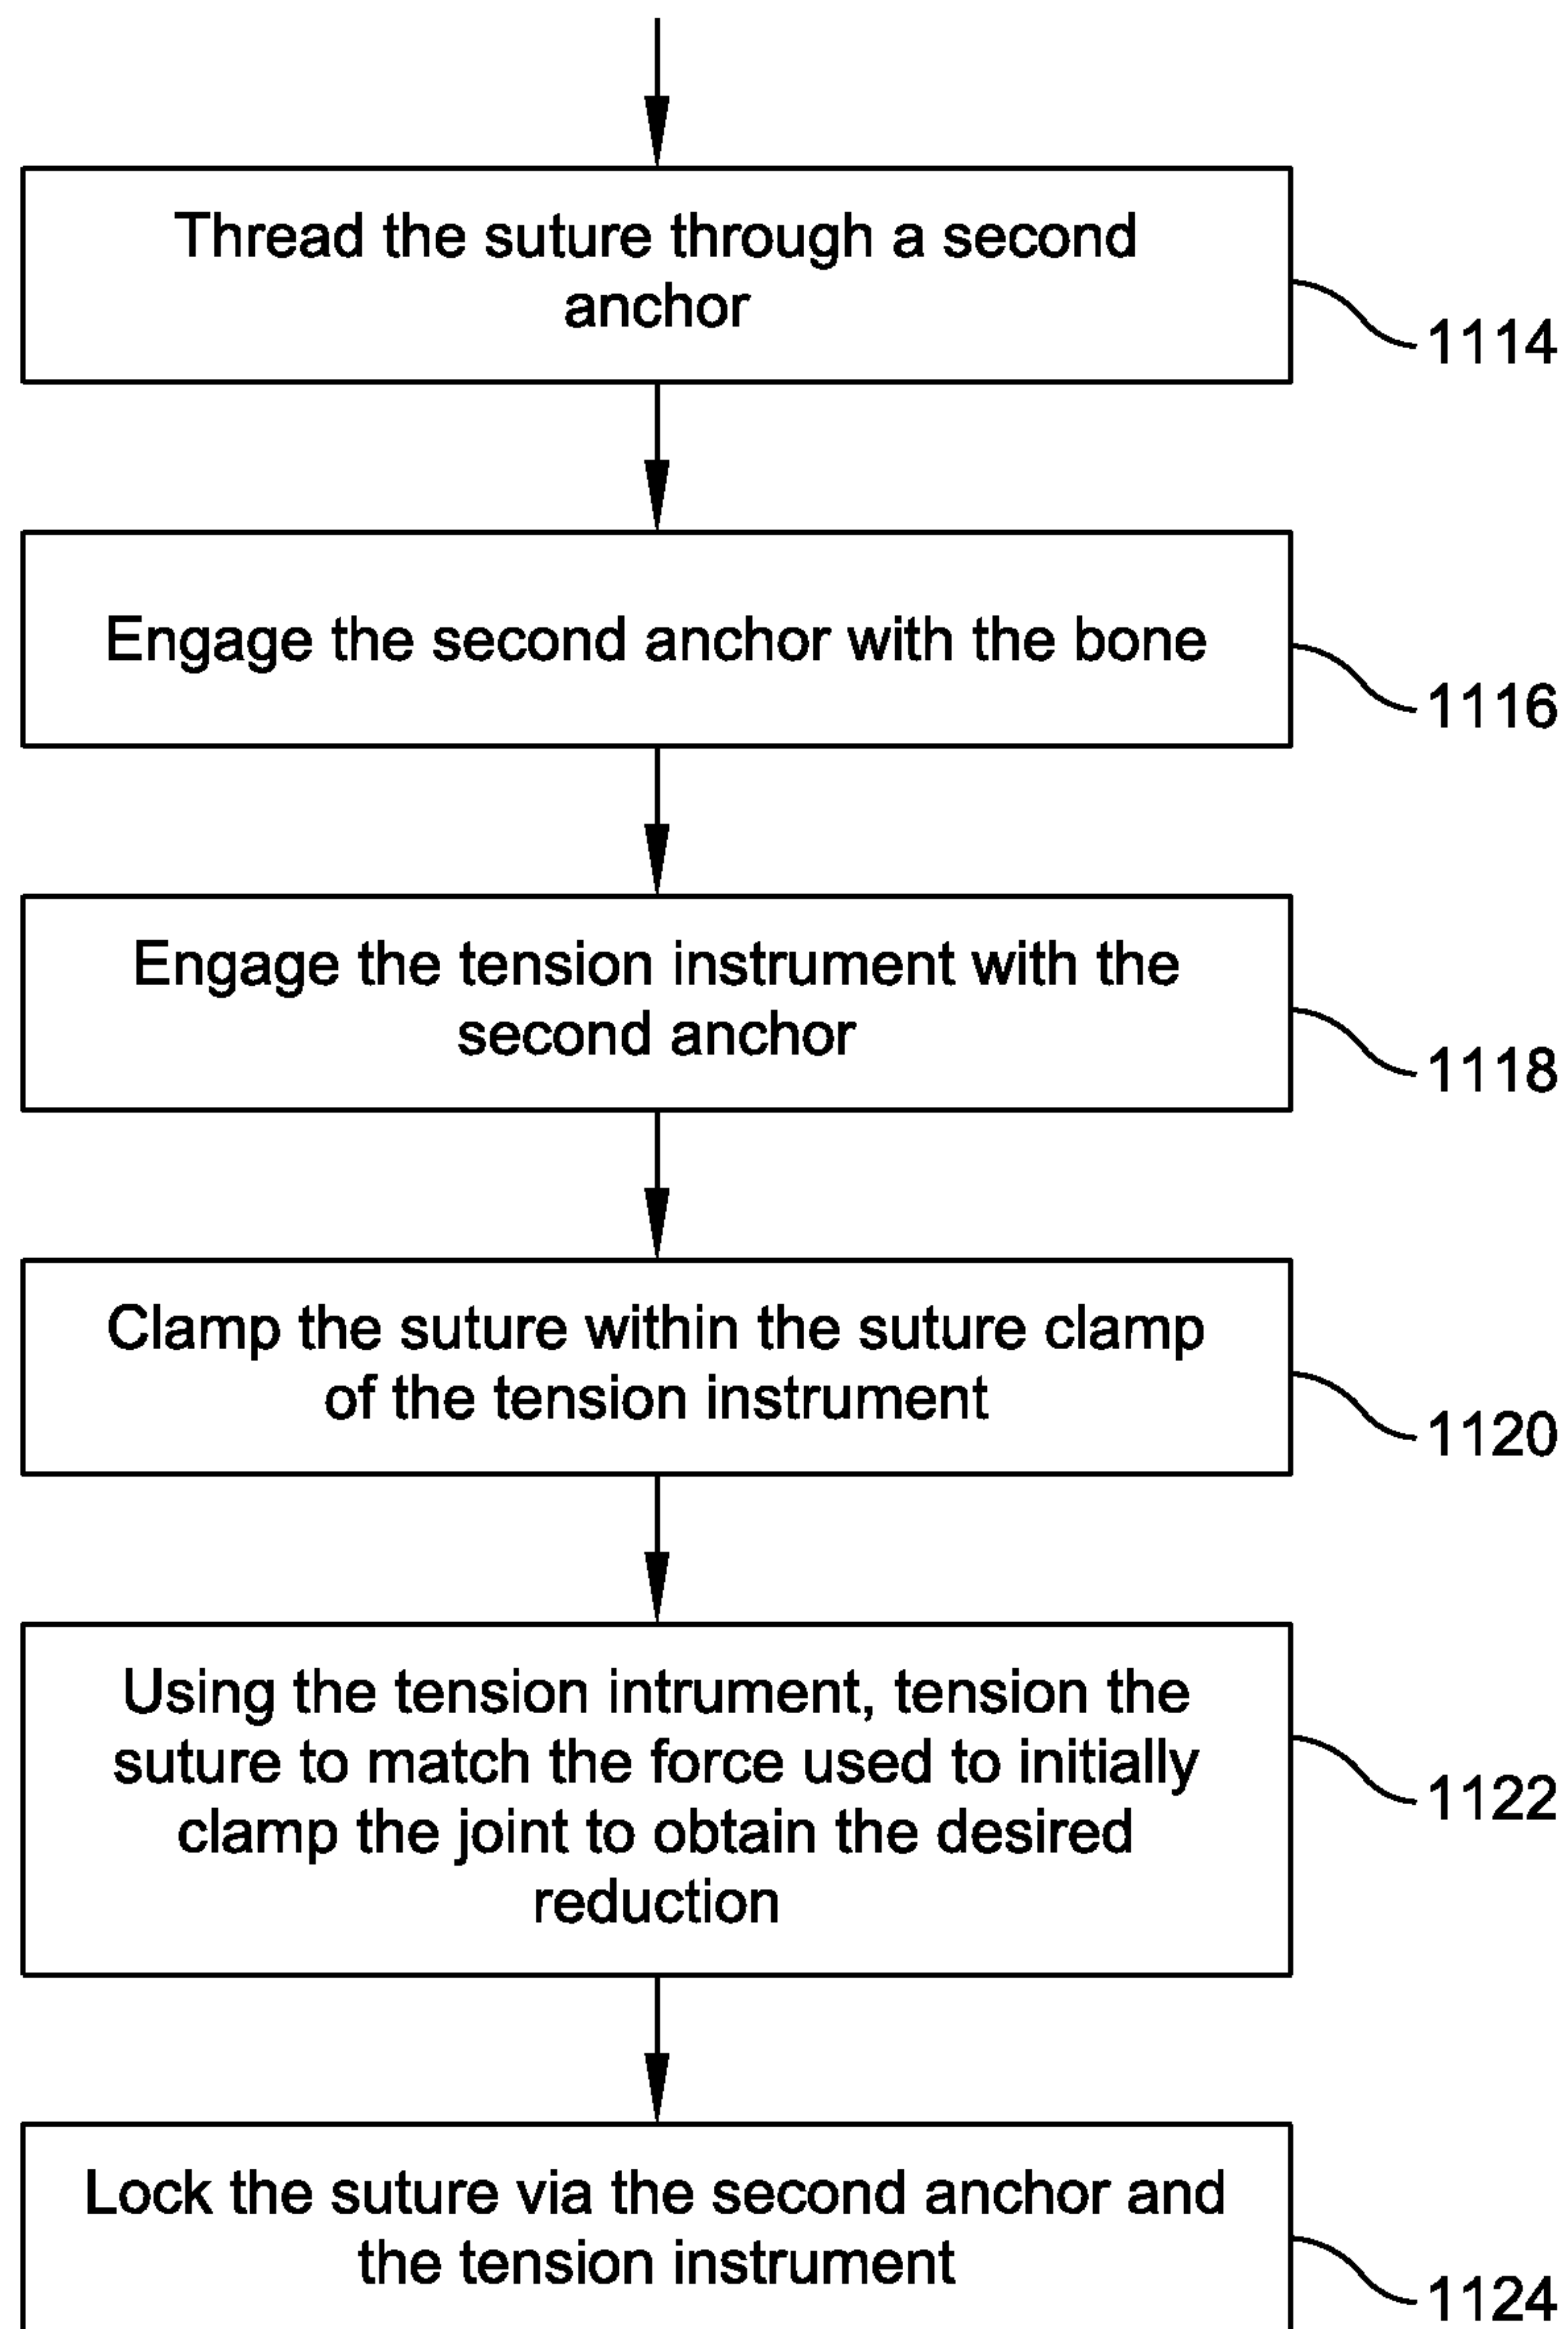 Thread the suture through a second
anchor
1114
Engage the second anchor with the bone
1116
Engage the tension instrument with the
second anchor
1118
Clamp the suture within the suture clamp
of the tension instrument
1120
Using the tension intrument, tension the
suture to match the force used to initially
clamp the joint to obtain the desired
reduction
1122
Lock the suture via the second anchor and
the tension instrument
1124